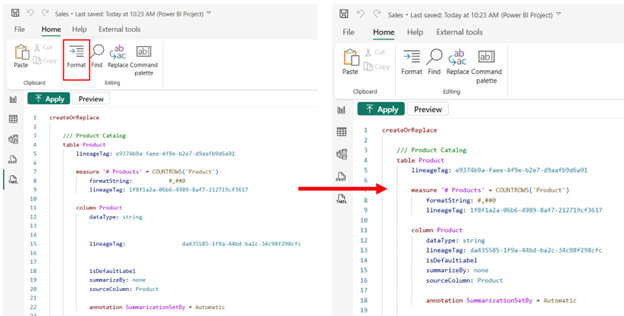 Sales • Last saved: Today at 10:23 AM (Power BI Project)
File Home Help External tools
Paste
Cut
Copy
Format
Find
Replace
Command palette
Clipboard
Editing
Apply Preview
1 createOrReplace
2
3 /// Product Catalog
4 table Product
5 lineageTag: e9374b9a-faee-4f9e-b2e7-d9aafb9d6a91
6
7 measure '# Products' = COUNTROWS('Product')
8 formatString:
9 #,##0
10 lineageTag: 1f8f1a2a-06b6-4989-8af7-212719cf3617
11
12 column Product
13 dataType: string
14
15
16 lineageTag: da435585-1f9a-44bd-ba2c-34c98f298cfc
17
18
19 isDefaultLabel
20 summarizeBy: none
21 sourceColumn: Product
22 annotation SummarizationSetBy = Automatic
Sales • Last saved: Today at 10:23 AM (Power BI Project)
File Home Help External tools
Paste
Cut
Copy
Format
Find
Replace
Command palette
Clipboard
Editing
Apply Preview
1 createOrReplace
2
3 /// Product Catalog
4 table Product
5 lineageTag: e9374b9a-faee-4f9e-b2e7-d9aafb9d6a91
6
7 measure '# Products' = COUNTROWS('Product')
8 formatString: #,##0
9 lineageTag: 1f8f1a2a-06b6-4989-8af7-212719cf3617
10
11 column Product
12 dataType: string
13 lineageTag: da435585-1f9a-44bd-ba2c-34c98f298cfc
14 isDefaultLabel
15 summarizeBy: none
16 sourceColumn: Product
17
18 annotation SummarizationSetBy = Automatic
19